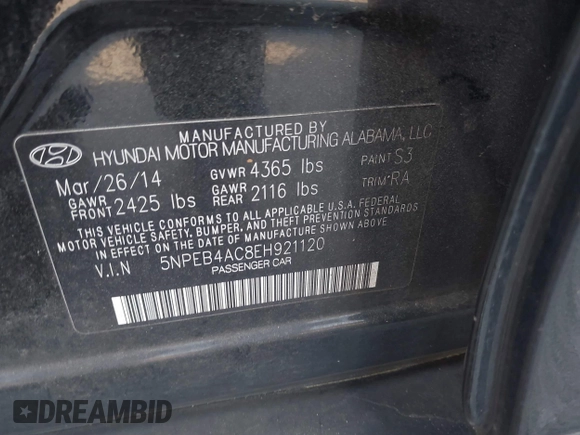 MANUFACTURED BY
HYUNDAI MOTOR MANUFACTURING ALABAMA, LLC
Mar/26/14 GVWR 4365 lbs PAINT: S3
GAWR FRONT 2425 lbs GAWR REAR 2116 lbs TRIM: RA
THIS VEHICLE CONFORMS TO ALL APPLICABLE U.S.A. FEDERAL
MOTOR VEHICLE SAFETY, BUMPER, AND THEFT PREVENTION STANDARDS
IN EFFECT ON THE DATE OF MANUFACTURE SHOWN ABOVE.
V.I.N 5NPEB4AC8EH921120
PASSENGER CAR
DREAMBID